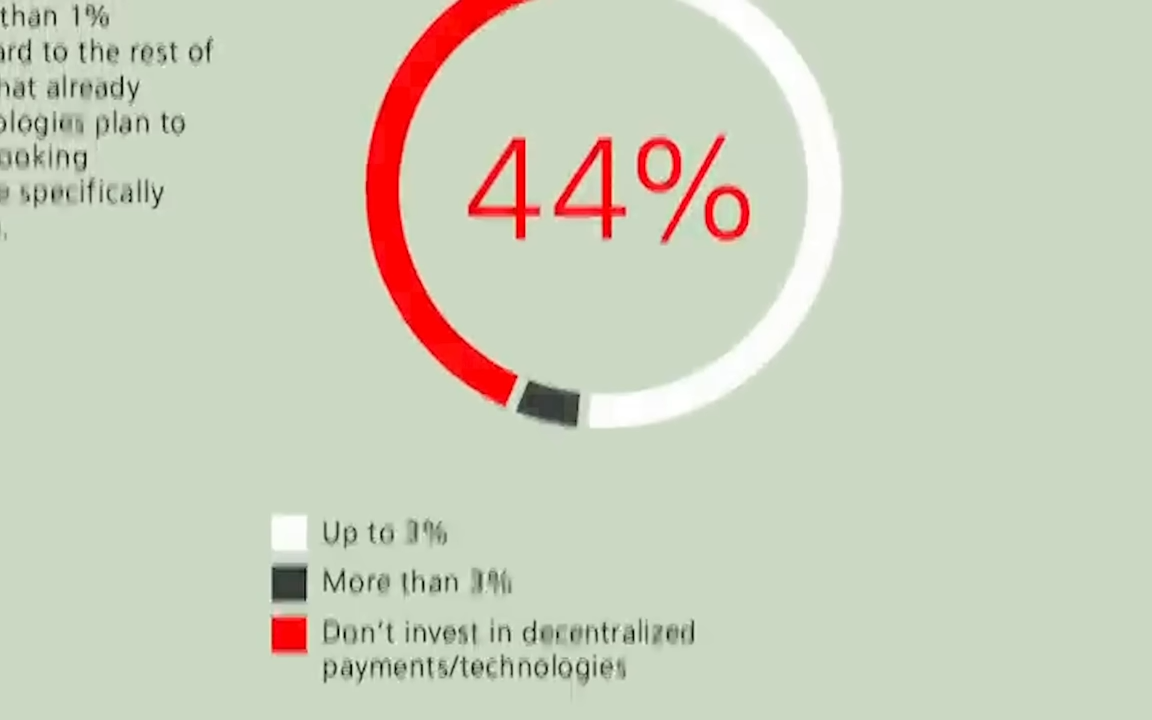 than 1%
ard to the rest of
hat already
ologies plan to
ooking
e specifically
44%
Up to 3%
More than 3%
Don't invest in decentralized
payments/technologies